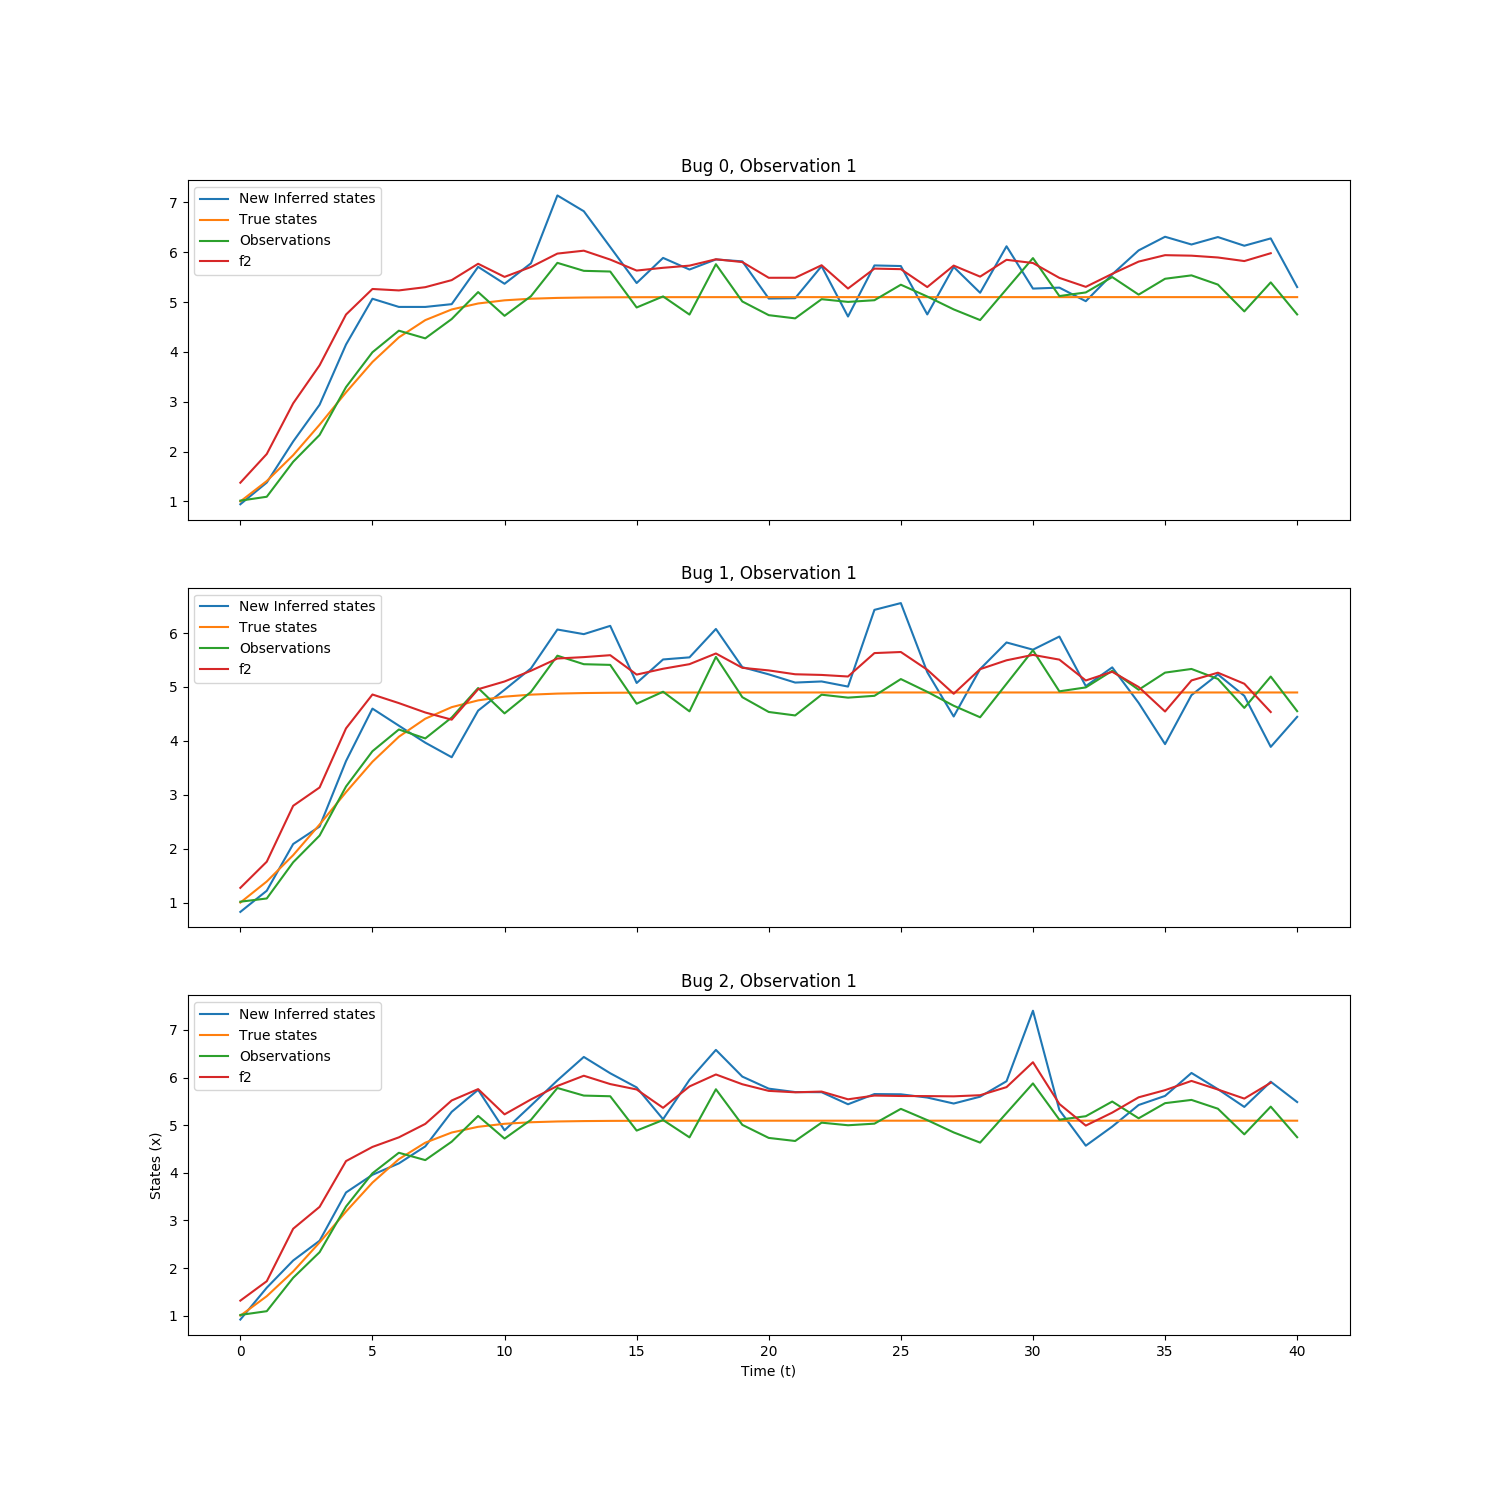 Bug 0, Observation 1
New Inferred states
True states
Observations
f2
7
6
5
4
3
2
1
Bug 1, Observation 1
New Inferred states
True states
Observations
f2
6
5
4
3
2
1
Bug 2, Observation 1
New Inferred states
True states
Observations
f2
7
6
5
4
3
2
1
States (x)
0 5 10 15 20 25 30 35 40
Time (t)